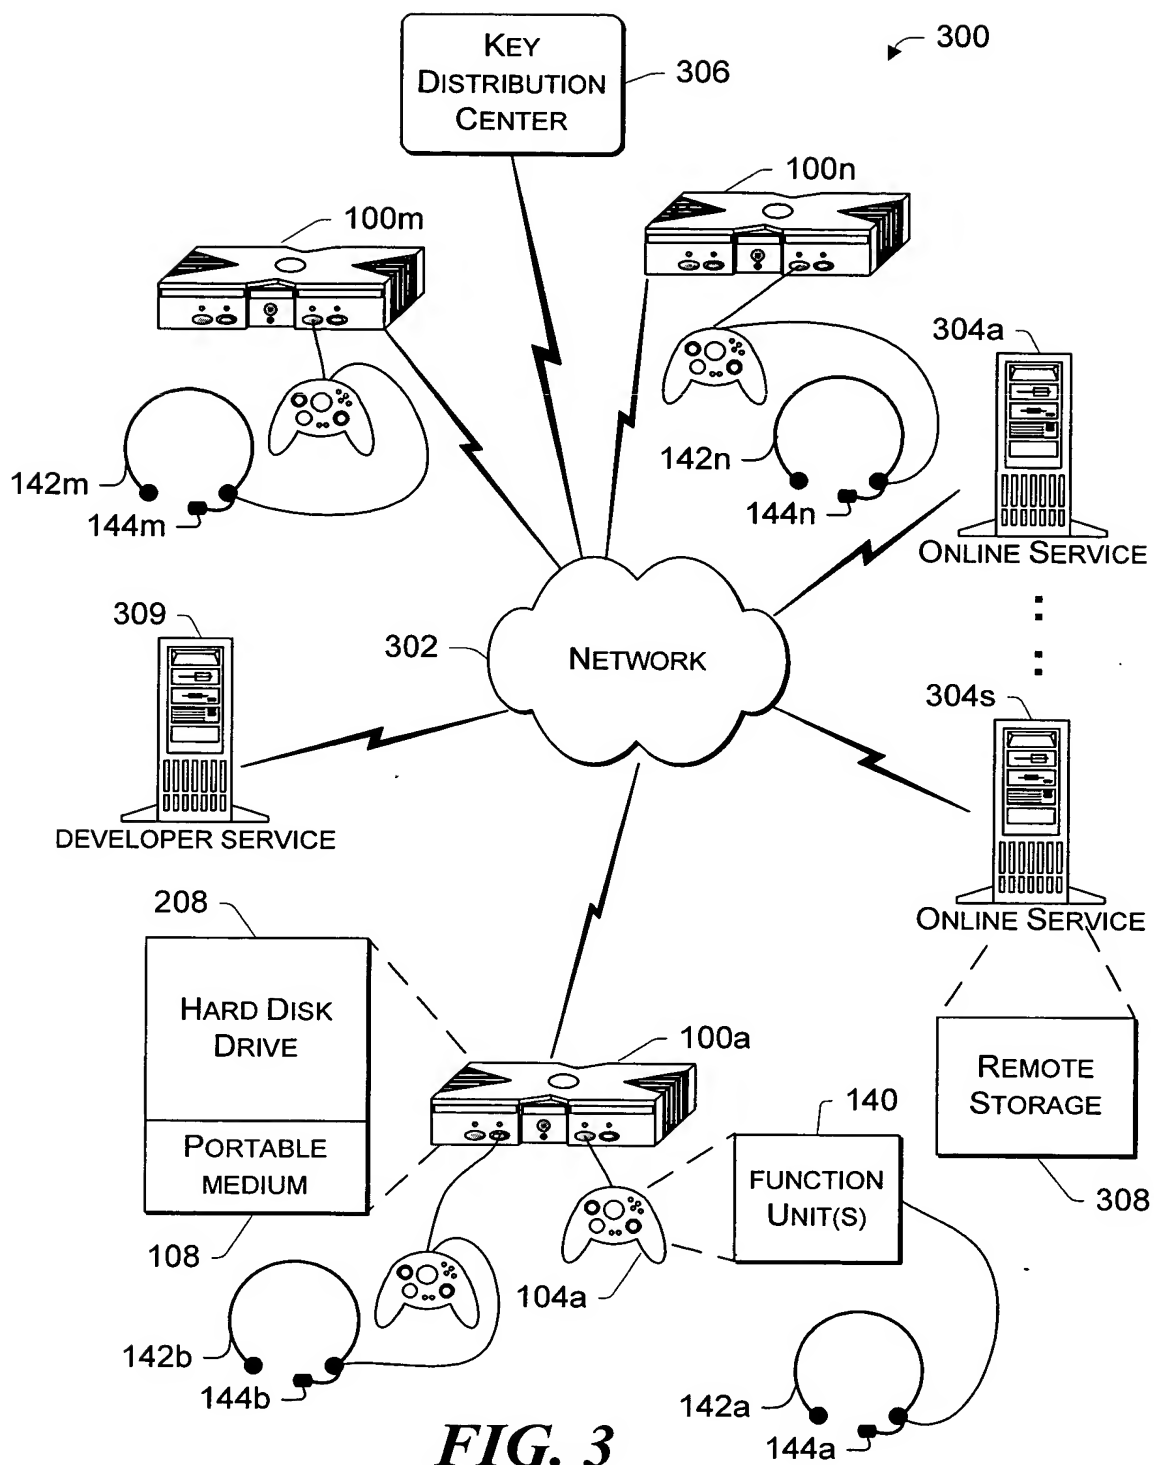 KEY
DISTRIBUTION
CENTER
306
300
100n
100m
304a
142m
144m
142n
144n
ONLINE SERVICE
309
302
NETWORK
304s
DEVELOPER SERVICE
208
ONLINE SERVICE
HARD DISK
DRIVE
100a
REMOTE
STORAGE
140
PORTABLE
MEDIUM
FUNCTION
UNIT(S)
308
108
104a
142b
144b
142a
144a
FIG. 3